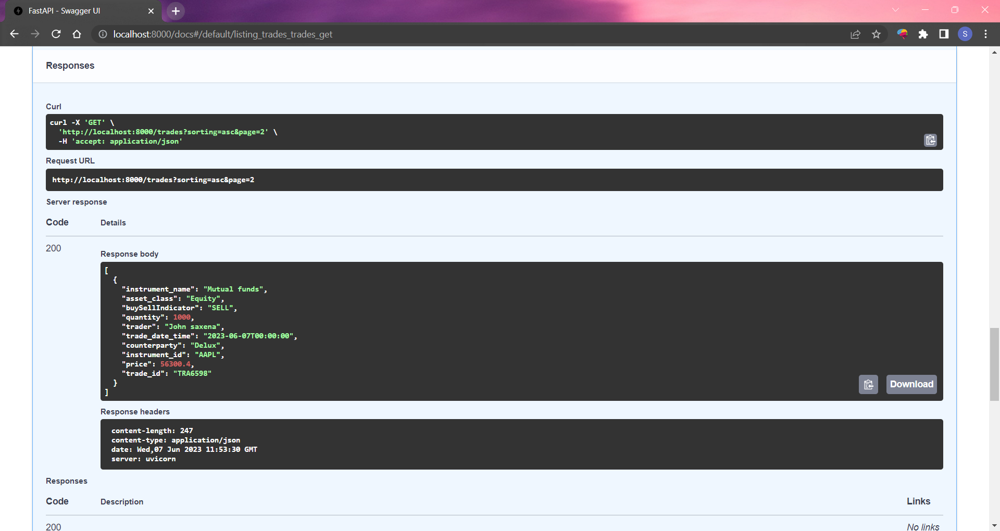 FastAPI - Swagger UI
localhost:8000/docs#/default/listing_trades_trades_get
S
Responses
Curl
curl -X 'GET' \
  'http://localhost:8000/trades?sorting=asc&page=2' \
  -H 'accept: application/json'
Request URL
http://localhost:8000/trades?sorting=asc&page=2
Server response
Code Details
200
Response body
[
  {
    "instrument_name": "Mutual funds",
    "asset_class": "Equity",
    "buySellIndicator": "SELL",
    "quantity": 1000,
    "trader": "John saxena",
    "trade_date_time": "2023-06-07T00:00:00",
    "counterparty": "Delux",
    "instrument_id": "AAPL",
    "price": 56300.4,
    "trade_id": "TRA6598"
  }
]
Download
Response headers
content-length: 247
content-type: application/json
date: Wed,07 Jun 2023 11:53:30 GMT
server: uvicorn
Responses
Code Description Links
200 No links